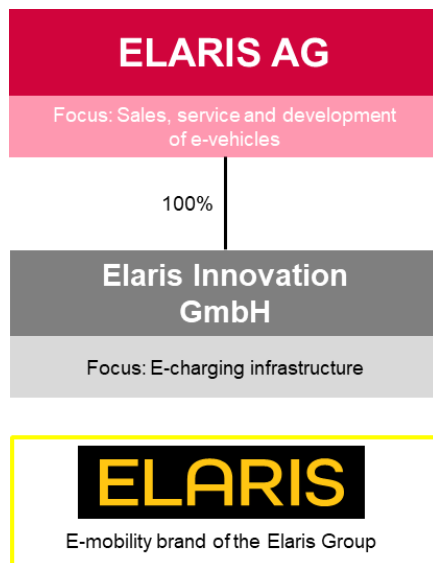 ELARIS AG
Focus: Sales, service and development
of e-vehicles
100%
Elaris Innovation
GmbH
Focus: E-charging infrastructure
ELARIS
E-mobility brand of the Elaris Group